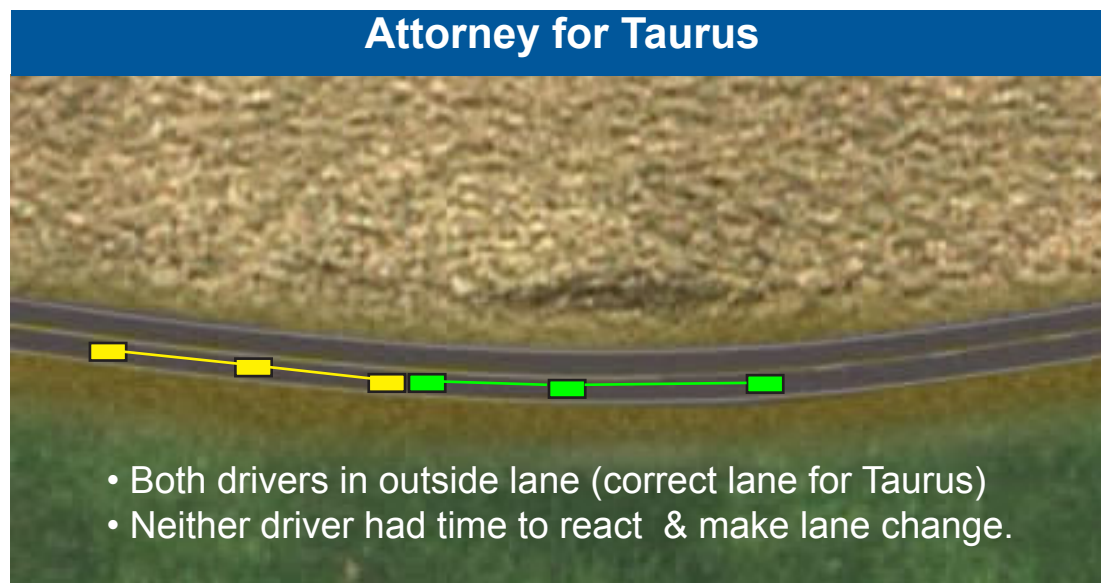 Attorney for Taurus
• Both drivers in outside lane (correct lane for Taurus)
• Neither driver had time to react & make lane change.